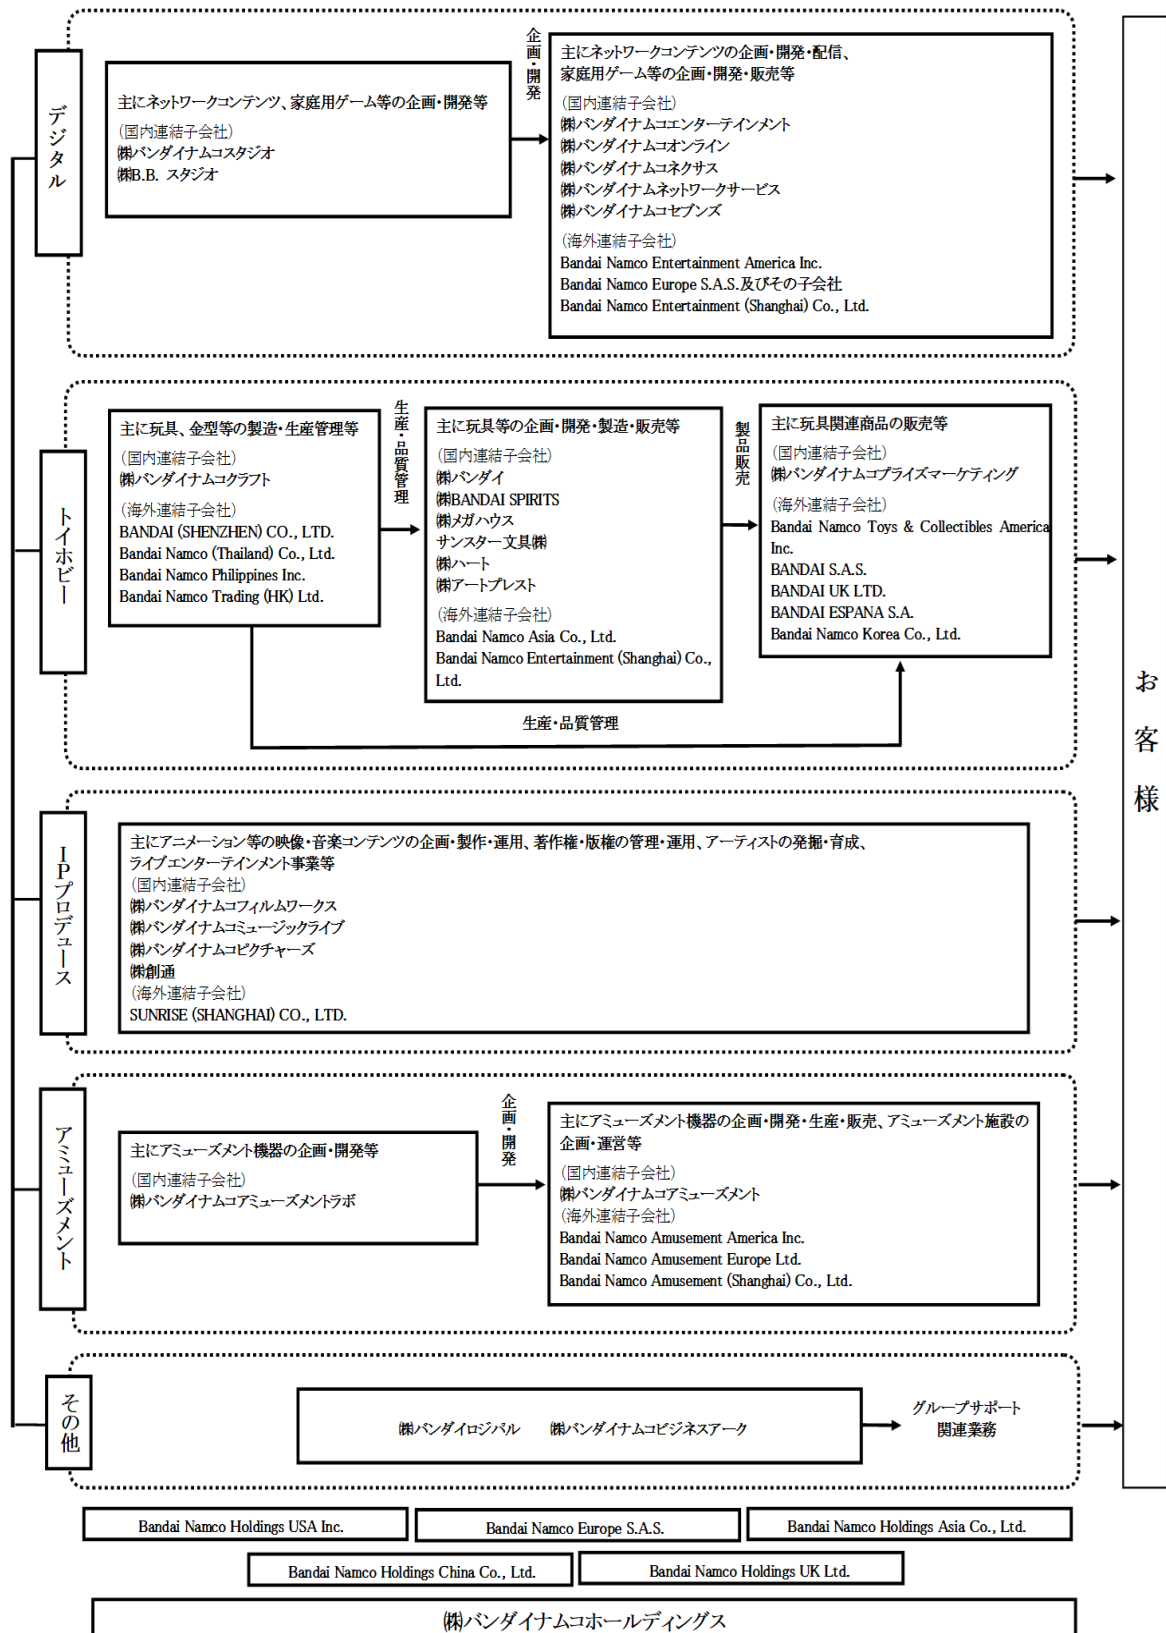 デジタル
主にネットワークコンテンツ、家庭用ゲーム等の企画・開発等
(国内連結子会社)
㈱バンダイナムコスタジオ
㈱B.B. スタジオ
企画・開発
主にネットワークコンテンツの企画・開発・配信、
家庭用ゲーム等の企画・開発・販売等
(国内連結子会社)
㈱バンダイナムコエンターテインメント
㈱バンダイナムコオンライン
㈱バンダイナムコネクサス
㈱バンダイナムネットワークサービス
㈱バンダイナムコセブンズ
(海外連結子会社)
Bandai Namco Entertainment America Inc.
Bandai Namco Europe S.A.S.及びその子会社
Bandai Namco Entertainment (Shanghai) Co., Ltd.
トイホビー
主に玩具、金型等の製造・生産管理等
(国内連結子会社)
㈱バンダイナムコクラフト
(海外連結子会社)
BANDAI (SHENZHEN) CO., LTD.
Bandai Namco (Thailand) Co., Ltd.
Bandai Namco Philippines Inc.
Bandai Namco Trading (HK) Ltd.
生産・品質管理
主に玩具等の企画・開発・製造・販売等
(国内連結子会社)
㈱バンダイ
㈱BANDAI SPIRITS
㈱メガハウス
サンスター文具㈱
㈱ハート
㈱アートプレスト
(海外連結子会社)
Bandai Namco Asia Co., Ltd.
Bandai Namco Entertainment (Shanghai) Co.,
Ltd.
製品販売
主に玩具関連商品の販売等
(国内連結子会社)
㈱バンダイナムコプライズマーケティング
(海外連結子会社)
Bandai Namco Toys & Collectibles America
Inc.
BANDAI S.A.S.
BANDAI UK LTD.
BANDAI ESPANA S.A.
Bandai Namco Korea Co., Ltd.
生産・品質管理
お客様
IPプロデュース
主にアニメーション等の映像・音楽コンテンツの企画・製作・運用、著作権・版権の管理・運用、アーティストの発掘・育成、
ライブエンターテインメント事業等
(国内連結子会社)
㈱バンダイナムコフィルムワークス
㈱バンダイナムコミュージックライブ
㈱バンダイナムコピクチャーズ
㈱創通
(海外連結子会社)
SUNRISE (SHANGHAI) CO., LTD.
アミューズメント
主にアミューズメント機器の企画・開発等
(国内連結子会社)
㈱バンダイナムコアミューズメントラボ
企画・開発
主にアミューズメント機器の企画・開発・生産・販売、アミューズメント施設の
企画・運営等
(国内連結子会社)
㈱バンダイナムコアミューズメント
(海外連結子会社)
Bandai Namco Amusement America Inc.
Bandai Namco Amusement Europe Ltd.
Bandai Namco Amusement (Shanghai) Co., Ltd.
その他
㈱バンダイロジパル ㈱バンダイナムコビジネスアーク
グループサポート
関連業務
Bandai Namco Holdings USA Inc.
Bandai Namco Europe S.A.S.
Bandai Namco Holdings Asia Co., Ltd.
Bandai Namco Holdings China Co., Ltd.
Bandai Namco Holdings UK Ltd.
㈱バンダイナムコホールディングス